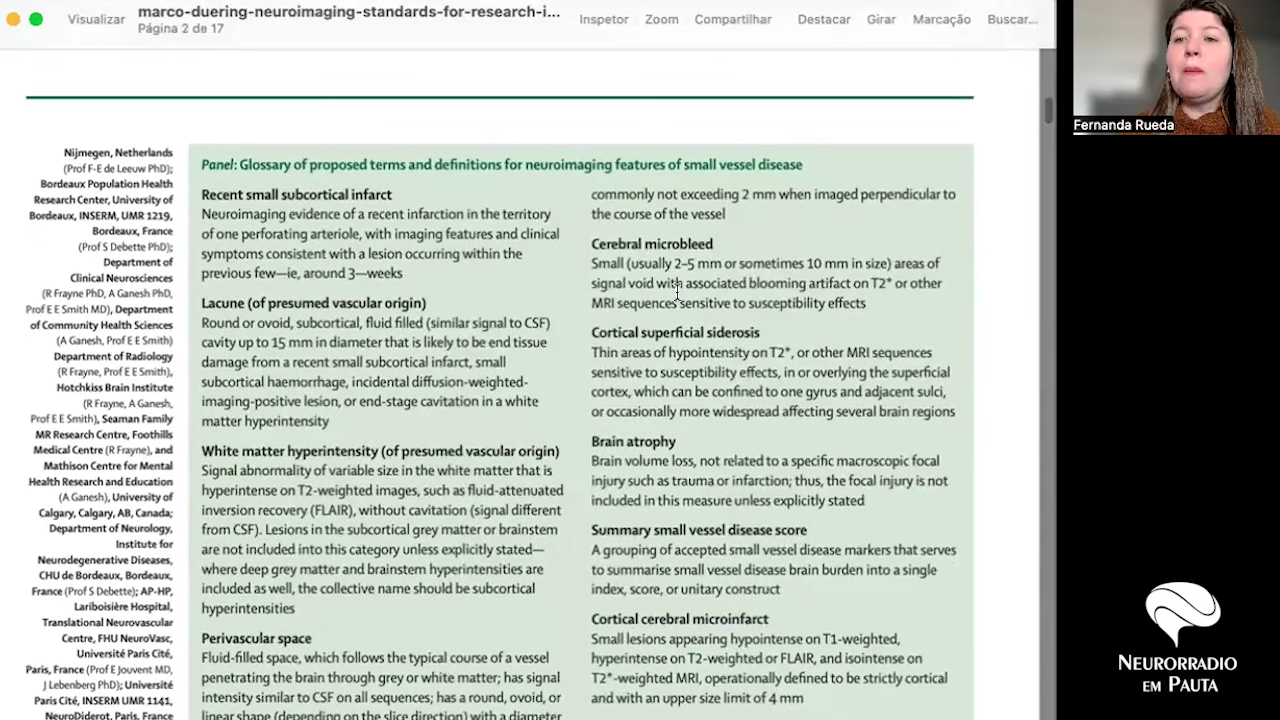 Visualizar
marco-duering-neuroimaging-standards-for-research-i...
Página 2 de 17
Inspetor
Zoom
Compartilhar
Destacar
Girar
Marcação
Buscar...
Fernanda Rueda
Nijmegen, Netherlands
(Prof F-E de Leeuw PhD);
Bordeaux Population Health
Research Center, University of
Bordeaux, INSERM, UMR 1219,
Bordeaux, France
(Prof S Debette PhD);
Department of
Clinical Neurosciences
(R Frayne PhD, A Ganesh PhD,
Prof E E Smith MD), Department
of Community Health Sciences
(A Ganesh, Prof E E Smith)
Department of Radiology
(R Frayne, Prof E E Smith),
Hotchkiss Brain Institute
(R Frayne, A Ganesh,
Prof E E Smith), Seaman Family
MR Research Centre, Foothills
Medical Centre (R Frayne), and
Mathison Centre for Mental
Health Research and Education
(A Ganesh), University of
Calgary, Calgary, AB, Canada;
Department of Neurology,
Institute for
Neurodegenerative Diseases,
CHU de Bordeaux, Bordeaux,
France (Prof S Debette); AP-HP,
Lariboisière Hospital,
Translational Neurovascular
Centre, FHU NeuroVasc,
Université Paris Cité,
Paris, France (Prof E Jouvent MD,
J Lebenberg PhD); Université
Paris Cité, INSERM UMR 1141,
NeuroDiderot, Paris, France
Panel: Glossary of proposed terms and definitions for neuroimaging features of small vessel disease
Recent small subcortical infarct
Neuroimaging evidence of a recent infarction in the territory
of one perforating arteriole, with imaging features and clinical
symptoms consistent with a lesion occurring within the
previous few—ie, around 3—weeks
Lacune (of presumed vascular origin)
Round or ovoid, subcortical, fluid filled (similar signal to CSF)
cavity up to 15 mm in diameter that is likely to be end tissue
damage from a recent small subcortical infarct, small
subcortical haemorrhage, incidental diffusion-weighted-
imaging-positive lesion, or end-stage cavitation in a white
matter hyperintensity
White matter hyperintensity (of presumed vascular origin)
Signal abnormality of variable size in the white matter that is
hyperintense on T2-weighted images, such as fluid-attenuated
inversion recovery (FLAIR), without cavitation (signal different
from CSF). Lesions in the subcortical grey matter or brainstem
are not included into this category unless explicitly stated—
where deep grey matter and brainstem hyperintensities are
included as well, the collective name should be subcortical
hyperintensities
Perivascular space
Fluid-filled space, which follows the typical course of a vessel
penetrating the brain through grey or white matter; has signal
intensity similar to CSF on all sequences; has a round, ovoid, or
linear shape (depending on the slice direction) with a diameter
commonly not exceeding 2 mm when imaged perpendicular to
the course of the vessel
Cerebral microbleed
Small (usually 2–5 mm or sometimes 10 mm in size) areas of
signal void with associated blooming artifact on T2* or other
MRI sequences sensitive to susceptibility effects
Cortical superficial siderosis
Thin areas of hypointensity on T2*, or other MRI sequences
sensitive to susceptibility effects, in or overlying the superficial
cortex, which can be confined to one gyrus and adjacent sulci,
or occasionally more widespread affecting several brain regions
Brain atrophy
Brain volume loss, not related to a specific macroscopic focal
injury such as trauma or infarction; thus, the focal injury is not
included in this measure unless explicitly stated
Summary small vessel disease score
A grouping of accepted small vessel disease markers that serves
to summarise small vessel disease brain burden into a single
index, score, or unitary construct
Cortical cerebral microinfarct
Small lesions appearing hypointense on T1-weighted,
hyperintense on T2-weighted or FLAIR, and isointense on
T2*-weighted MRI, operationally defined to be strictly cortical
and with an upper size limit of 4 mm
NEURORRADIO
EM PAUTA